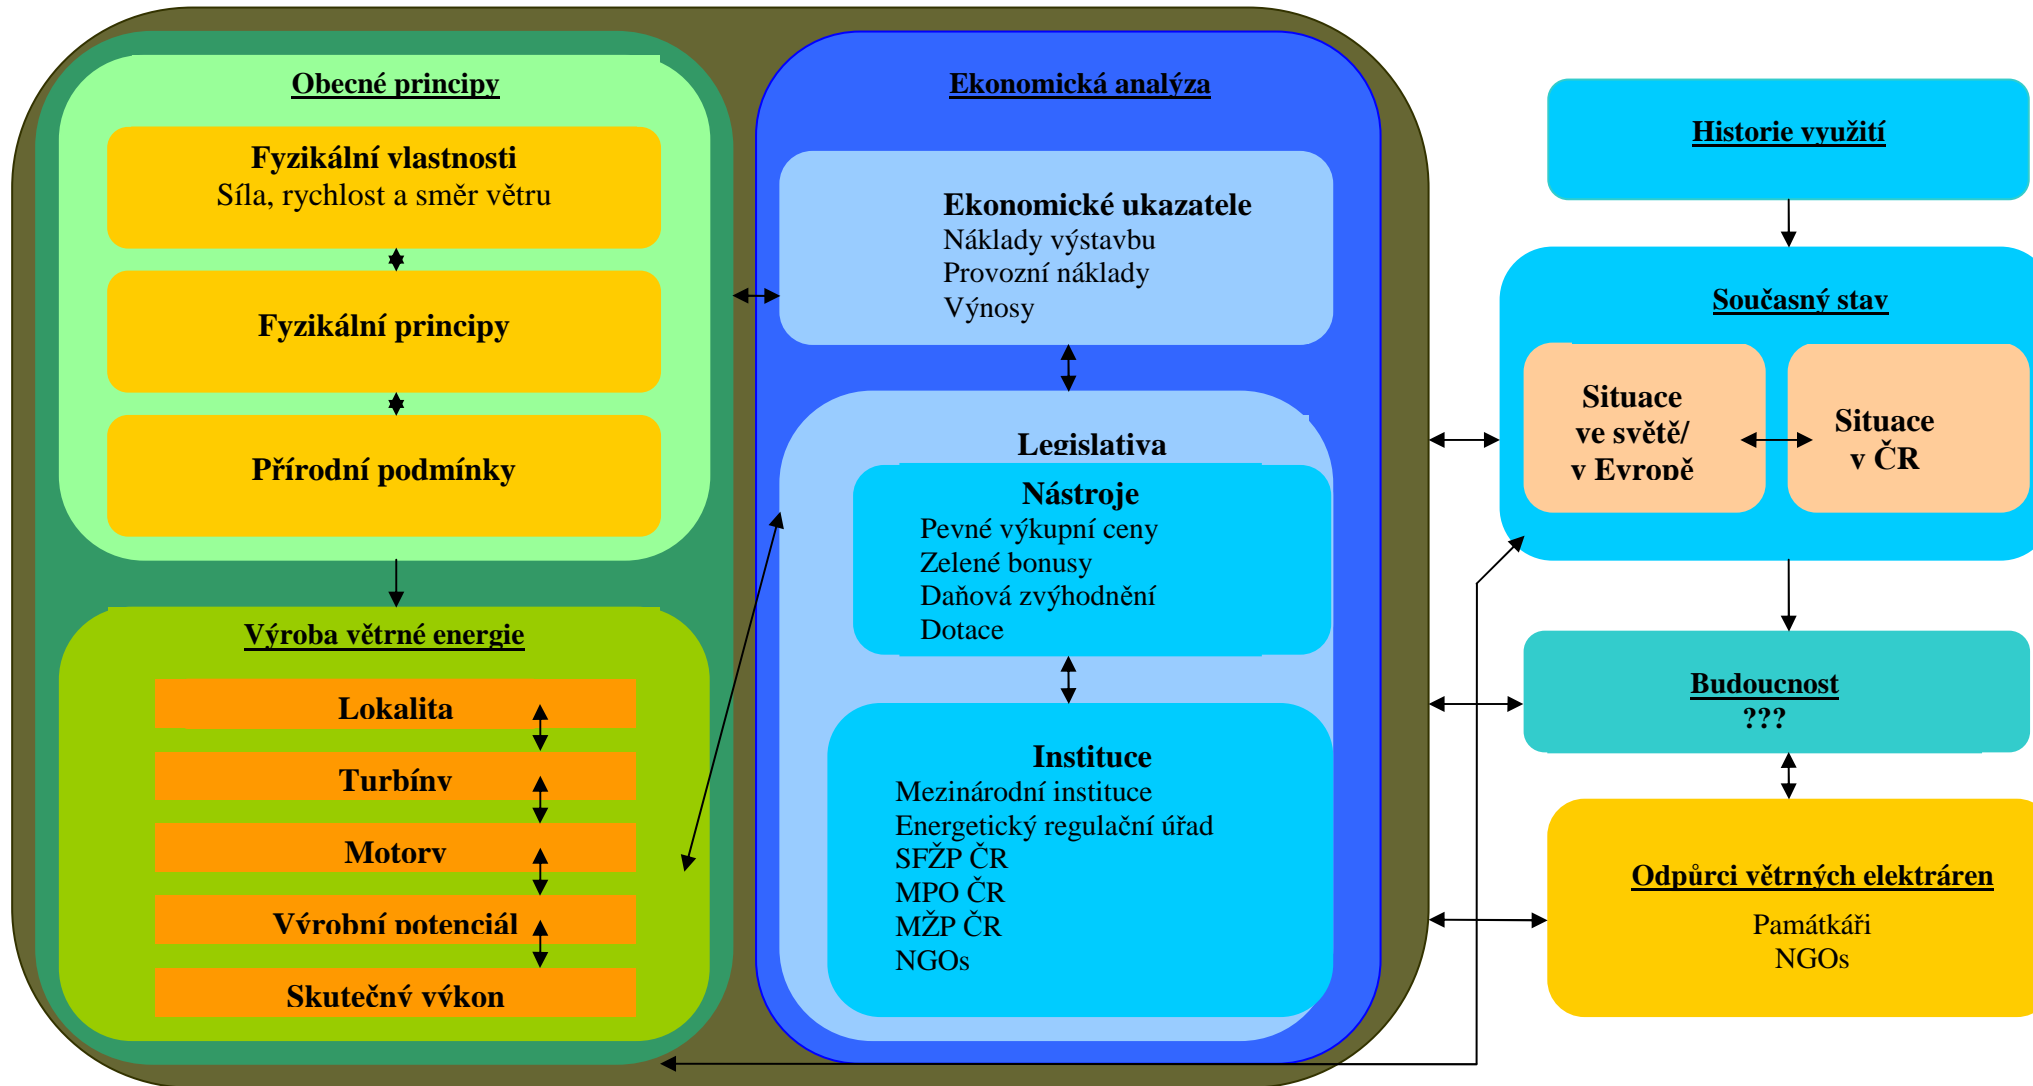 Obecné principy
Fyzikální vlastnosti
Síla, rychlost a směr větru
Fyzikální principy
Přírodní podmínky
Výroba větrné energie
Lokalita
Turbíny
Motory
Výrobní potenciál
Skutečný výkon
Ekonomická analýza
Ekonomické ukazatele
Náklady výstavbu
Provozní náklady
Výnosy
Legislativa
Nástroje
Pevné výkupní ceny
Zelené bonusy
Daňová zvýhodnění
Dotace
Instituce
Mezinárodní instituce
Energetický regulační úřad
SFŽP ČR
MPO ČR
MŽP ČR
NGOs
Historie využití
Současný stav
Situace
ve světě/
v Evropě
Situace
v ČR
Budoucnost
???
Odpůrci větrných elektráren
Památkáři
NGOs